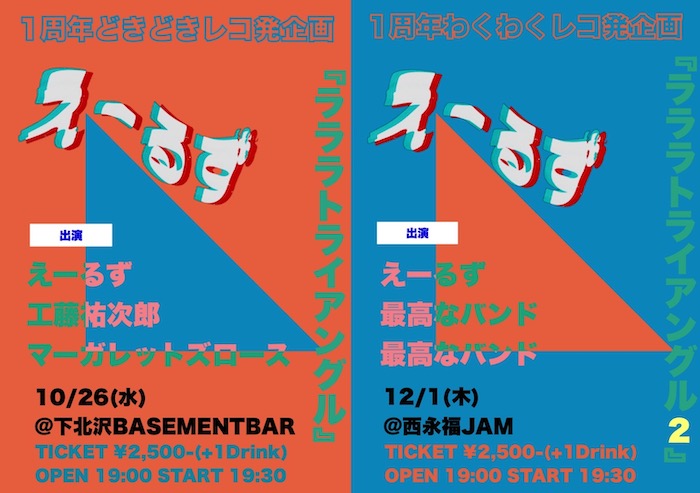 1周年どきどきレコ発企画
えーるず
『ラララトライアングル』
出演
えーるず
工藤祐次郎
マーガレットズロース
10/26(水)
@下北沢BASEMENTBAR
TICKET ¥2,500-(+1Drink)
OPEN 19:00 START 19:30
1周年わくわくレコ発企画
えーるず
『ラララトライアングル2』
出演
えーるず
最高なバンド
最高なバンド
12/1(木)
@西永福JAM
TICKET ¥2,500-(+1Drink)
OPEN 19:00 START 19:30